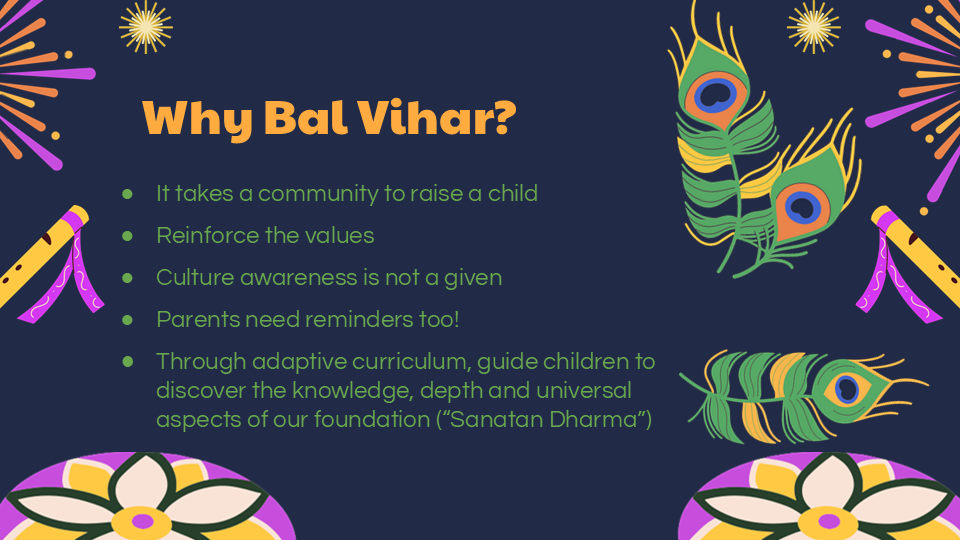 Why Bal Vihar?
● It takes a community to raise a child
● Reinforce the values
● Culture awareness is not a given
● Parents need reminders too!
● Through adaptive curriculum, guide children to
discover the knowledge, depth and universal
aspects of our foundation (“Sanatan Dharma”)